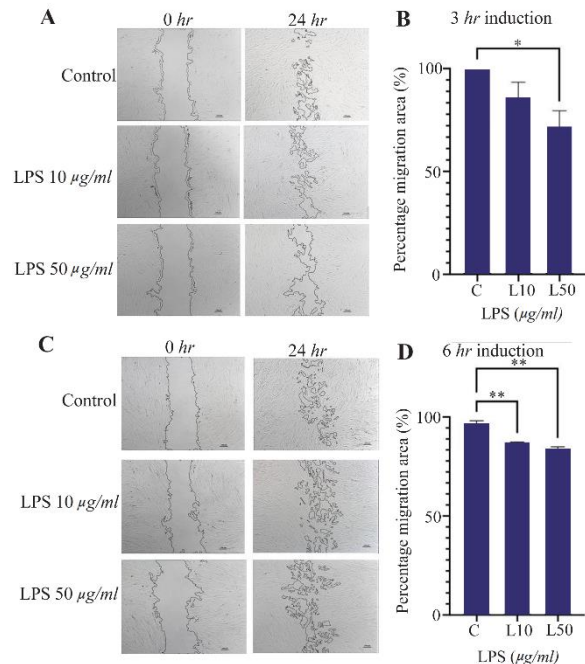 A
0 hr
24 hr
Control
LPS 10 µg/ml
LPS 50 µg/ml
B
3 hr induction
*
Percentage migration area (%)
100
50
0
C
L10
L50
LPS (µg/ml)
C
0 hr
24 hr
Control
LPS 10 µg/ml
LPS 50 µg/ml
D
6 hr induction
**
**
Percentage migration area (%)
100
50
0
C
L10
L50
LPS (µg/ml)